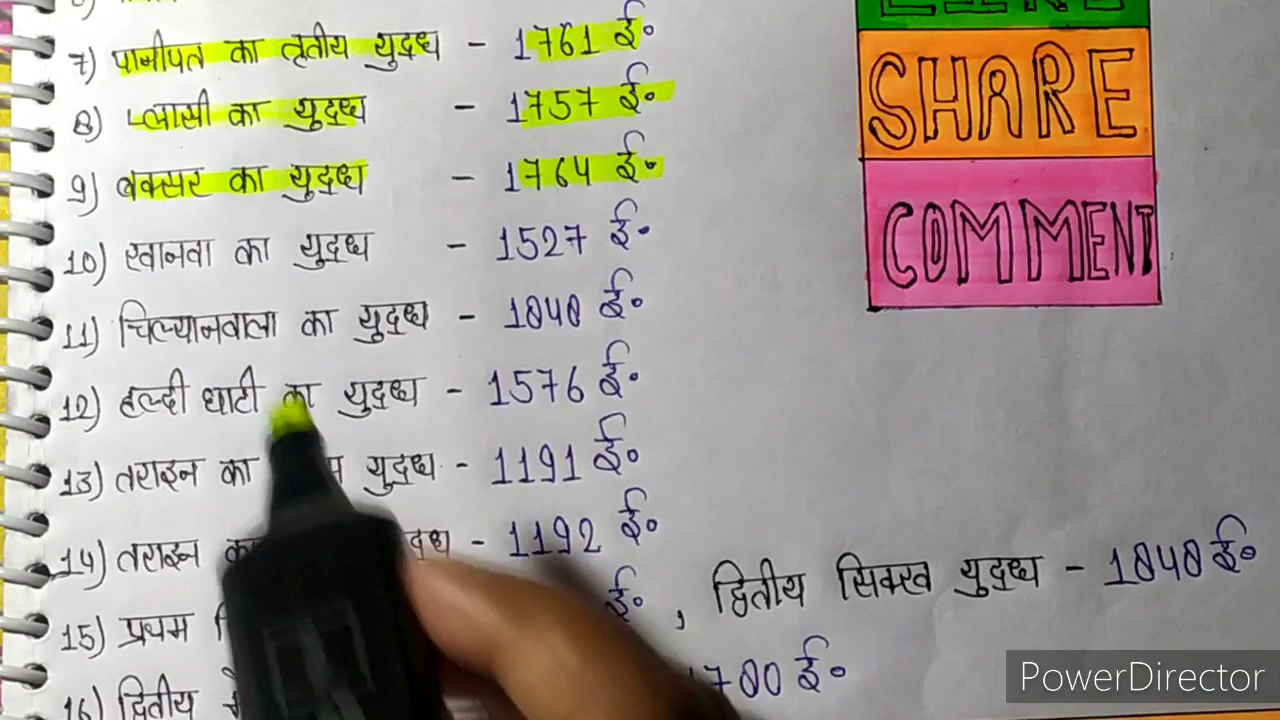 7) पानीपत का तृतीय युद्ध - 1761 ई०
8) प्लासी का युद्ध - 1757 ई०
9) बक्सर का युद्ध - 1764 ई०
10) खानवा का युद्ध - 1527 ई०
11) चिल्यानवाला का युद्ध - 1848 ई०
12) हल्दी घाटी का युद्ध - 1576 ई०
13) तराइन का युद्ध - 1191 ई०
14) तराइन - 1192 ई०
15) प्रथम ई० , द्वितीय सिक्ख युद्ध - 1848 ई०
16) द्वितीय 1780 ई०
SHARE
COMMENT
PowerDirector